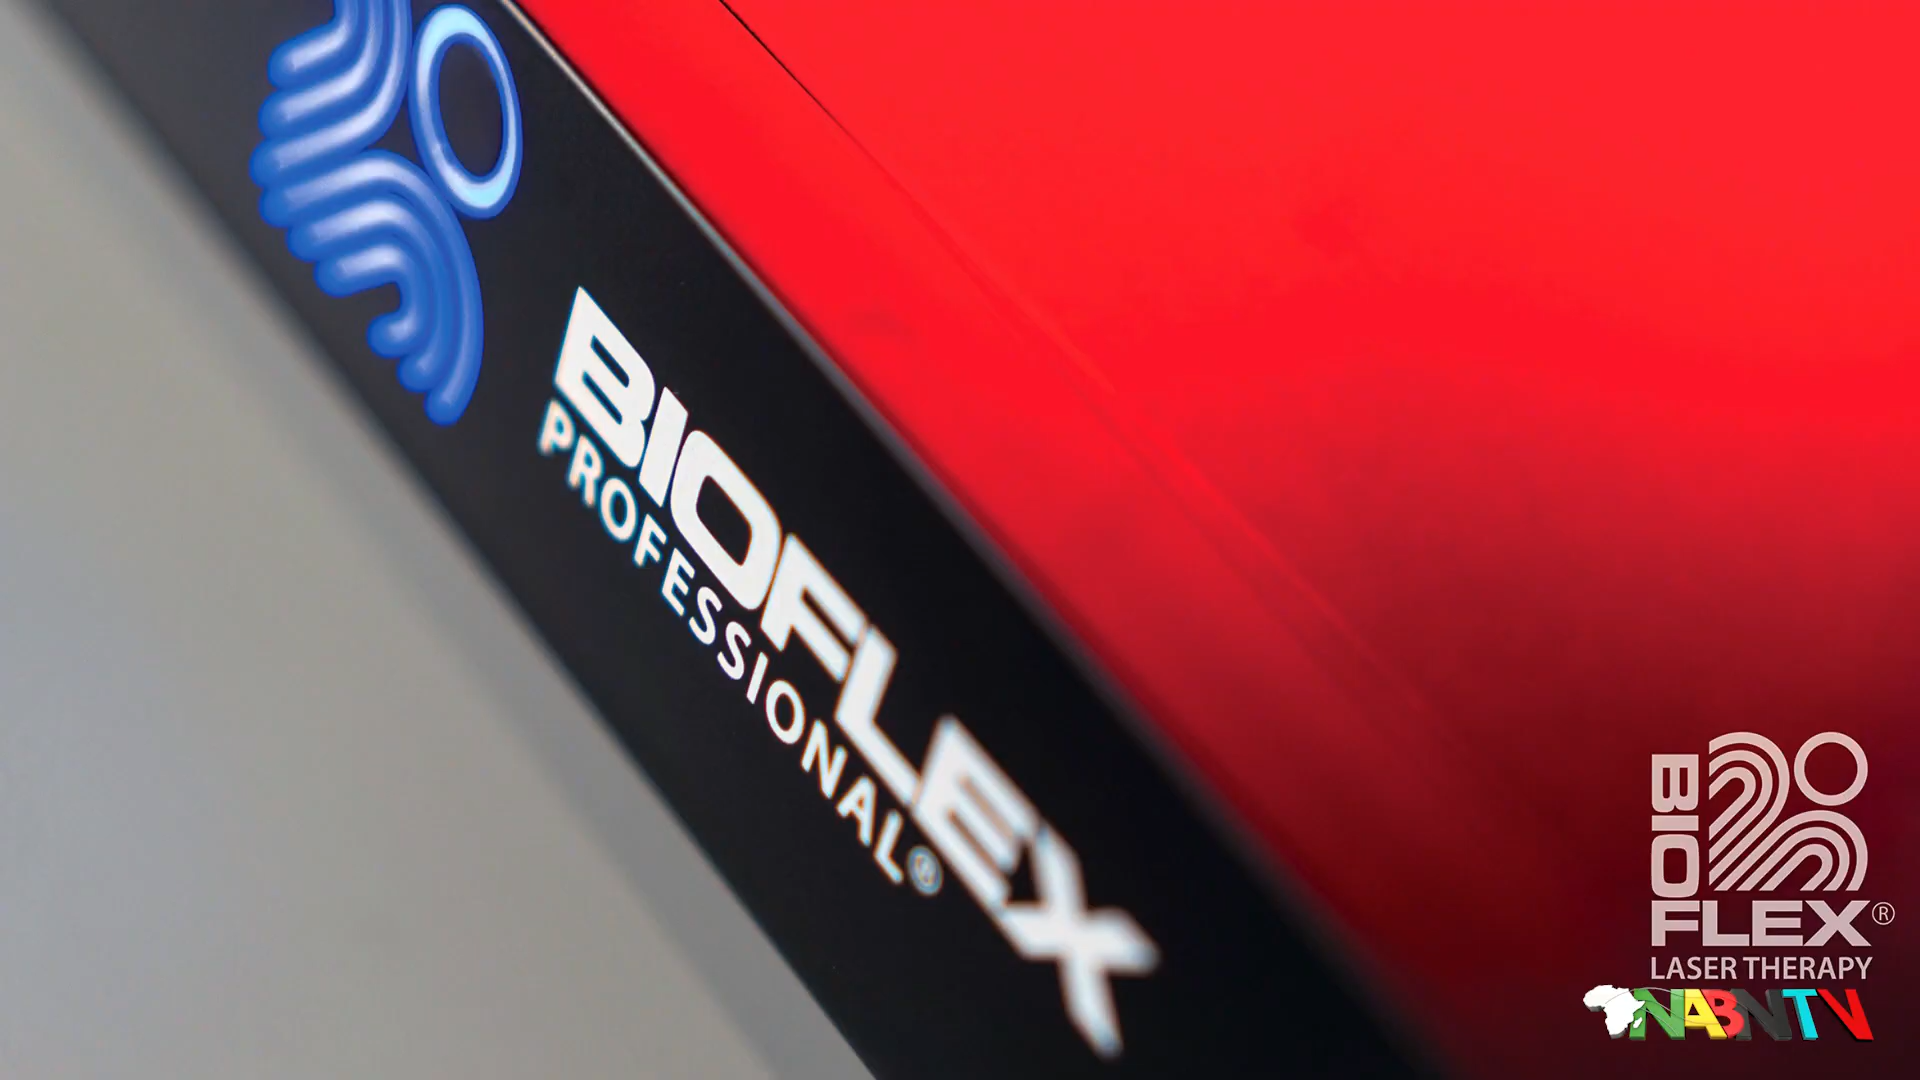 BIOFLEX
PROFESSIONAL®
BIO
FLEX®
LASER THERAPY
NABNTV